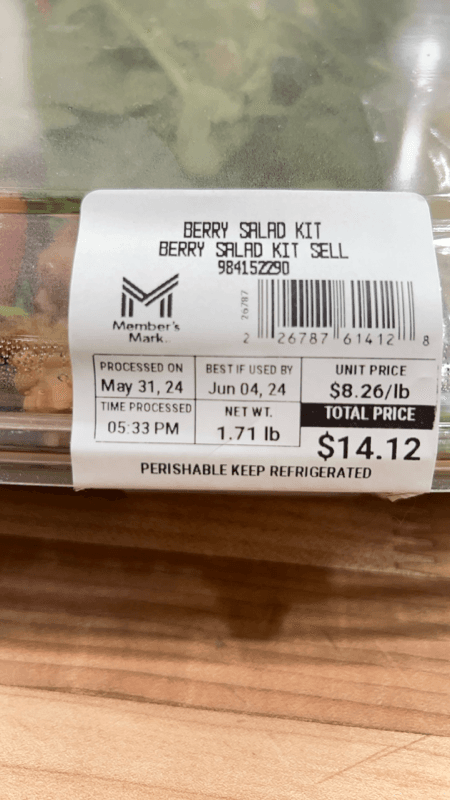 BERRY SALAD KIT
BERRY SALAD KIT SELL
984152290
Member's
Mark.
26787
2 26787 61412 8
PROCESSED ON
May 31, 24
BEST IF USED BY
Jun 04, 24
UNIT PRICE
$8.26/lb
TIME PROCESSED
05:33 PM
NET WT.
1.71 lb
TOTAL PRICE
$14.12
PERISHABLE KEEP REFRIGERATED